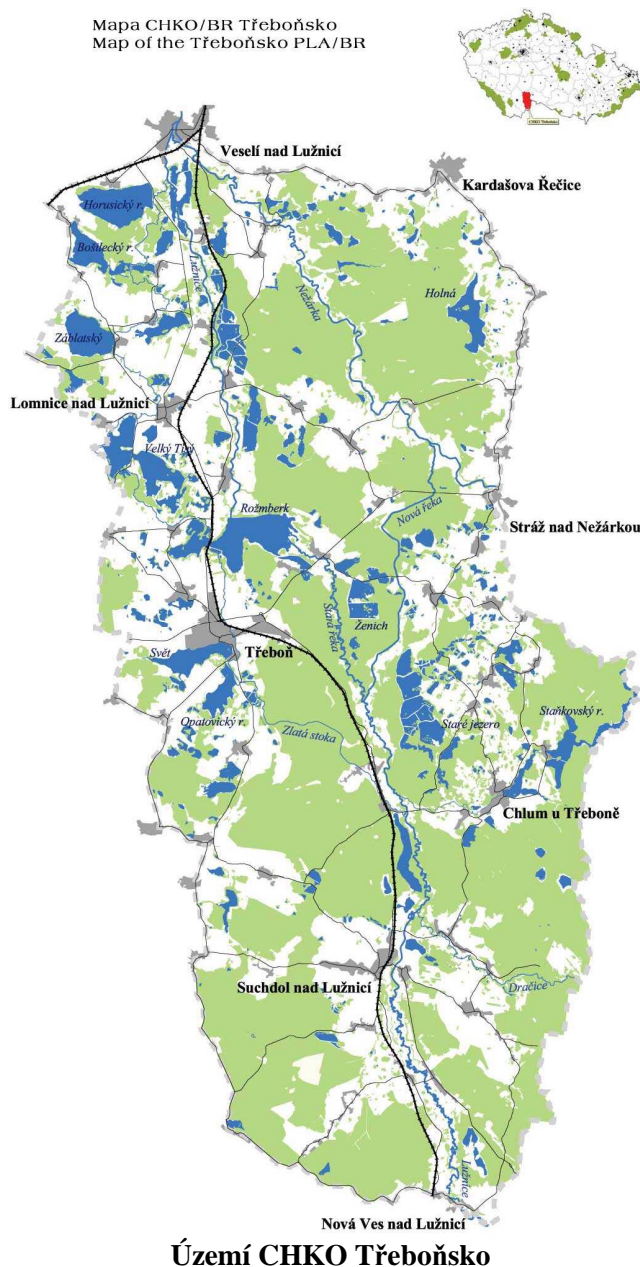 Mapa CHKO/BR Třeboňsko
Map of the Třeboňsko PLA/BR
CHKO Třeboňsko
Veselí nad Lužnicí
Kardašova Řečice
Horusický r.
Bošilecký r.
Lužnice
Nežárka
Holná
Záblatský
Lomnice nad Lužnicí
Velký Tisý
Rožmberk
Nová řeka
Stráž nad Nežárkou
Stará řeka
Ženich
Třeboň
Svět
Opatovický r.
Zlatá stoka
Staré jezero
Staňkovský r.
Chlum u Třeboně
Suchdol nad Lužnicí
Dračice
Lužnice
Nová Ves nad Lužnicí
Území CHKO Třeboňsko